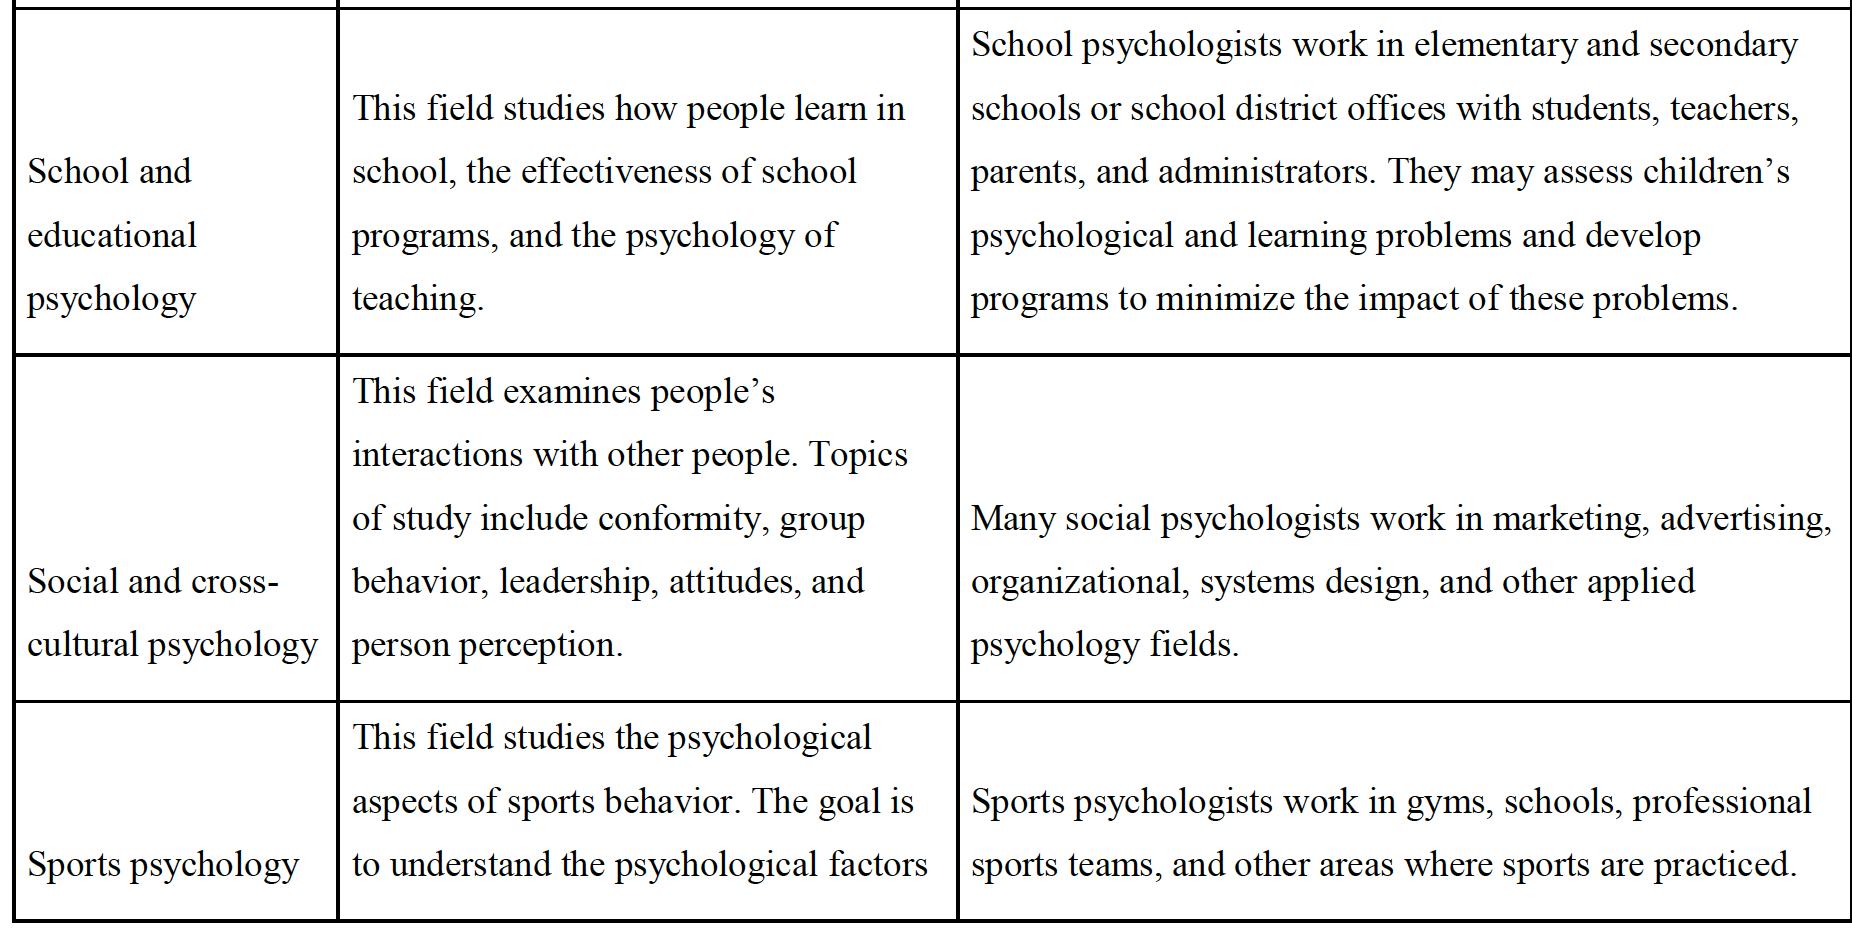 School and
educational
psychology
This field studies how people learn in
school, the effectiveness of school
programs, and the psychology of
teaching.
School psychologists work in elementary and secondary
schools or school district offices with students, teachers,
parents, and administrators. They may assess children’s
psychological and learning problems and develop
programs to minimize the impact of these problems.
Social and cross-
cultural psychology
This field examines people’s
interactions with other people. Topics
of study include conformity, group
behavior, leadership, attitudes, and
person perception.
Many social psychologists work in marketing, advertising,
organizational, systems design, and other applied
psychology fields.
Sports psychology
This field studies the psychological
aspects of sports behavior. The goal is
to understand the psychological factors
Sports psychologists work in gyms, schools, professional
sports teams, and other areas where sports are practiced.